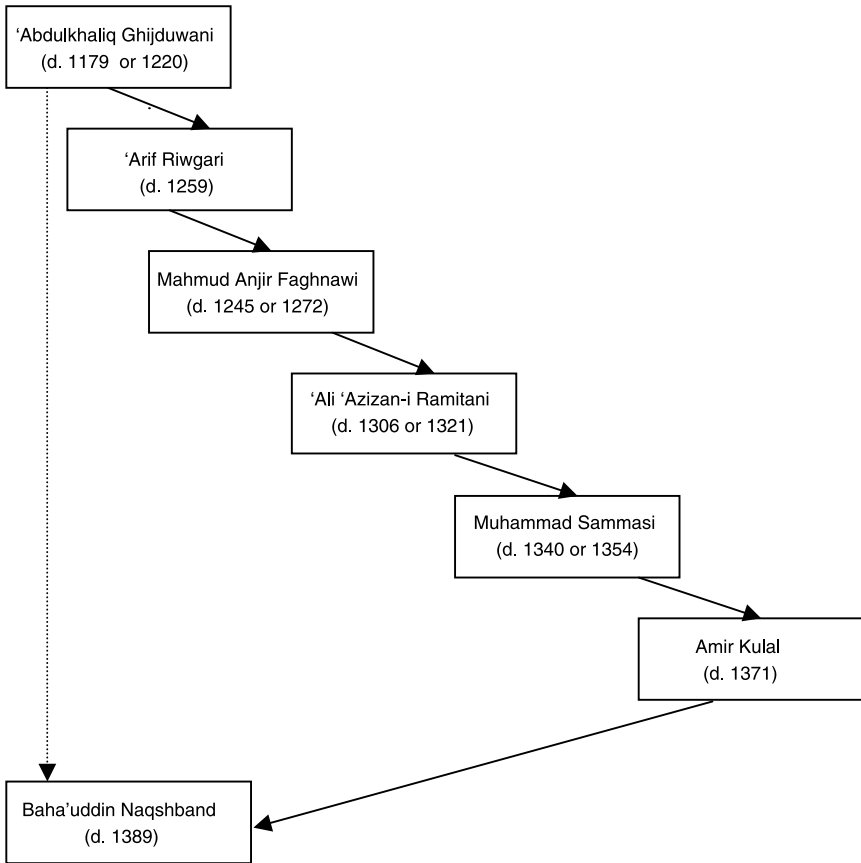 ‘Abdulkhaliq Ghijduwani
(d. 1179 or 1220)
‘Arif Riwgari
(d. 1259)
Mahmud Anjir Faghnawi
(d. 1245 or 1272)
‘Ali ‘Azizan-i Ramitani
(d. 1306 or 1321)
Muhammad Sammasi
(d. 1340 or 1354)
Amir Kulal
(d. 1371)
Baha’uddin Naqshband
(d. 1389)